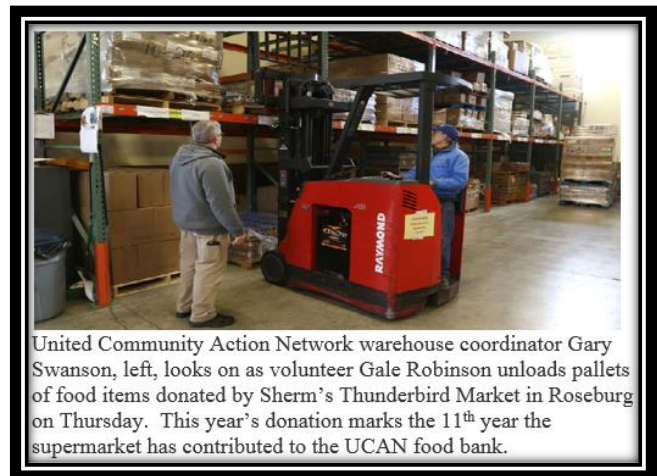 RAYMOND
United Community Action Network warehouse coordinator Gary
Swanson, left, looks on as volunteer Gale Robinson unloads pallets
of food items donated by Sherm’s Thunderbird Market in Roseburg
on Thursday.  This year’s donation marks the 11th year the
supermarket has contributed to the UCAN food bank.